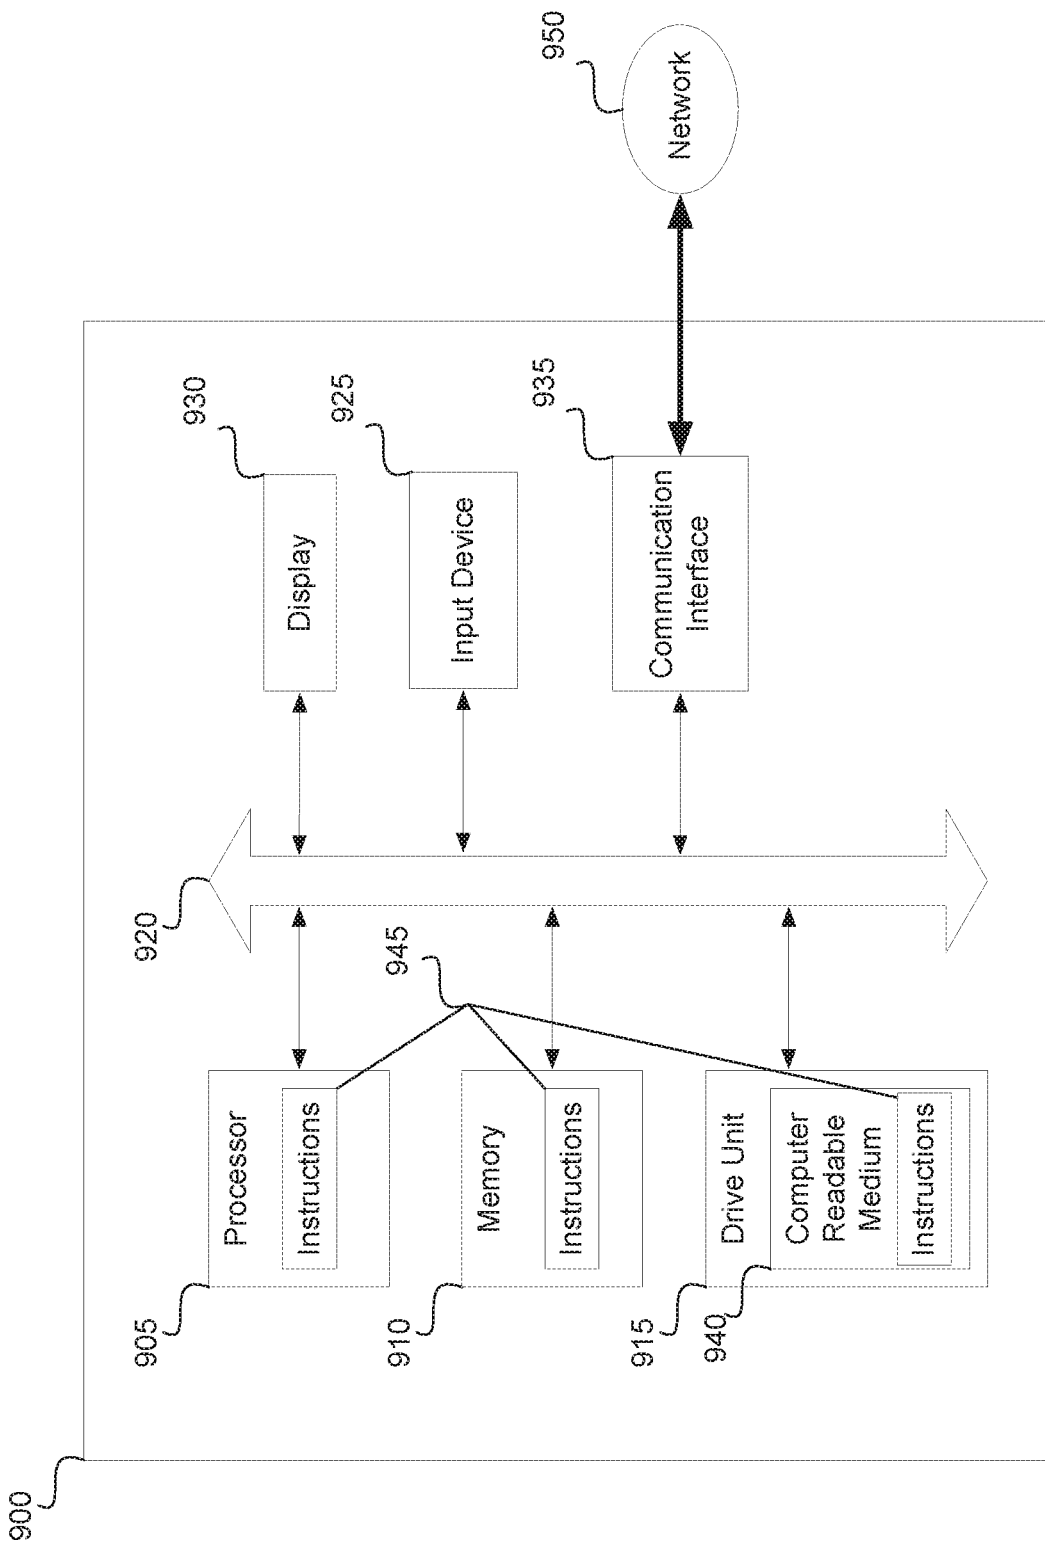 900
905
Processor
Instructions
910
Memory
Instructions
915
Drive Unit
940
Computer
Readable
Medium
Instructions
920
945
930
Display
925
Input Device
935
Communication
Interface
950
Network